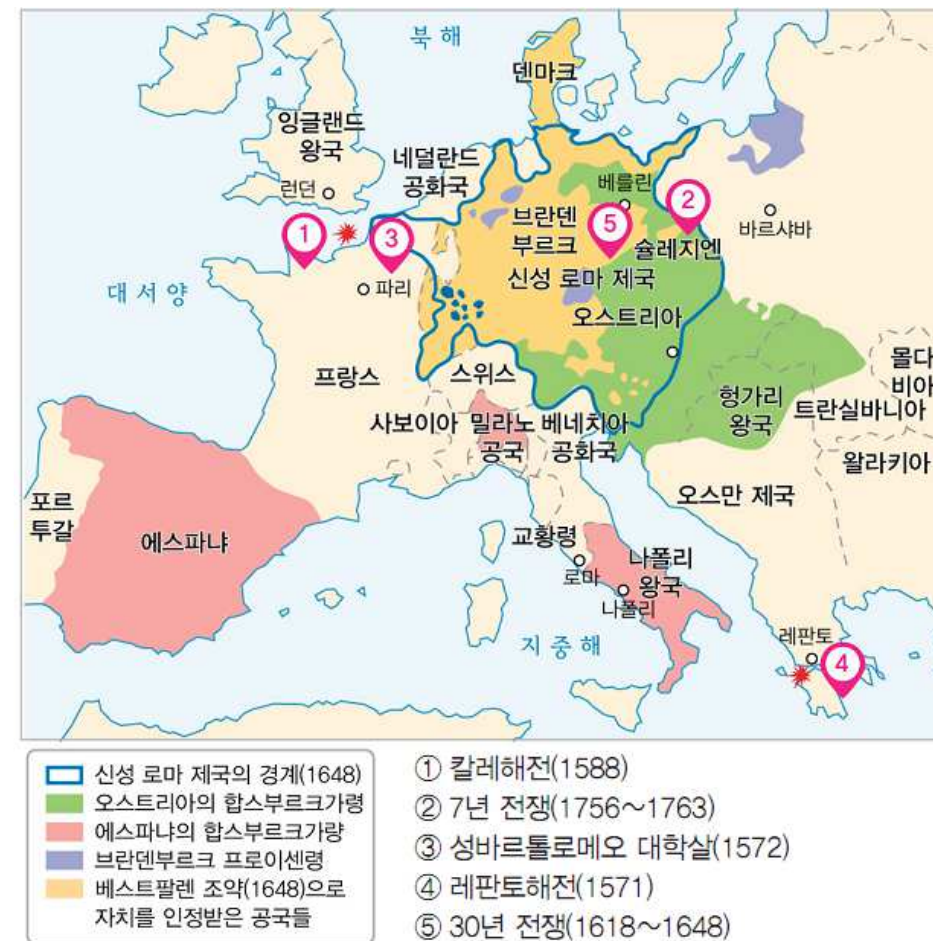 북해
덴마크
잉글랜드
왕국
네덜란드
공화국
런던
베를린
브란덴
부르크
바르샤바
1
3
5
2
슐레지엔
신성 로마 제국
대서양
파리
오스트리아
프랑스
스위스
몰다
비아
헝가리
왕국
트란실바니아
사보이아
밀라노
공국
베네치아
공화국
왈라키아
오스만 제국
포르
투갈
에스파냐
교황령
로마
나폴리
왕국
나폴리
지중해
레판토
4
신성 로마 제국의 경계(1648)
오스트리아의 합스부르크가령
에스파냐의 합스부르크가량
브란덴부르크 프로이센령
베스트팔렌 조약(1648)으로
자치를 인정받은 공국들
① 칼레해전(1588)
② 7년 전쟁(1756～1763)
③ 성바르톨로메오 대학살(1572)
④ 레판토해전(1571)
⑤ 30년 전쟁(1618～1648)